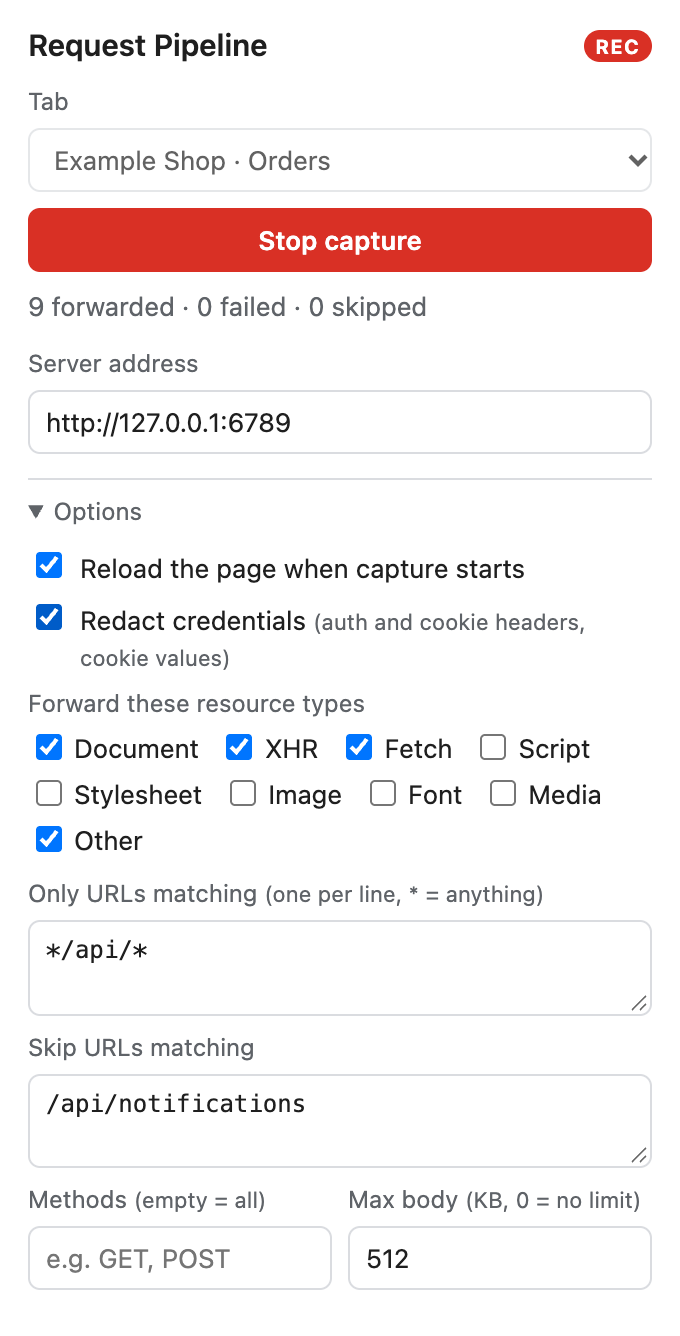 Request Pipeline
REC
Tab
Example Shop · Orders
Stop capture
9 forwarded · 0 failed · 0 skipped
Server address
http://127.0.0.1:6789
▼ Options
Reload the page when capture starts
Redact credentials (auth and cookie headers,
cookie values)
Forward these resource types
Document XHR Fetch Script
Stylesheet Image Font Media
Other
Only URLs matching (one per line, * = anything)
*/api/*
Skip URLs matching
/api/notifications
Methods (empty = all) Max body (KB, 0 = no limit)
e.g. GET, POST 512